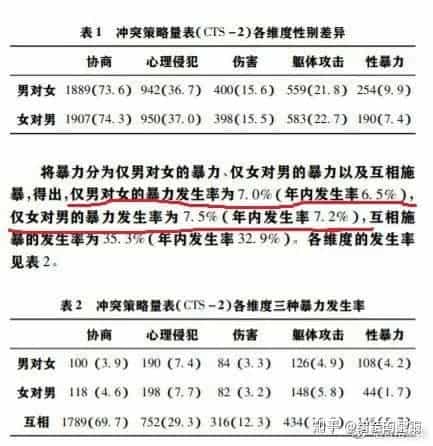 表1 冲突策略量表(CTS-2)各维度性别差异
协商 心理侵犯 伤害 躯体攻击 性暴力
男对女 1889(73.6) 942(36.7) 400(15.6) 559(21.8) 254(9.9)
女对男 1907(74.3) 950(37.0) 398(15.5) 583(22.7) 190(7.4)
将暴力分为仅男对女的暴力、仅女对男的暴力以及互相施
暴,得出,仅男对女的暴力发生率为7.0%(年内发生率6.5%),
仅女对男的暴力发生率为7.5%(年内发生率7.2%),互相施
暴的发生率为35.3%(年内发生率32.9%)。各维度的发生率
见表2。
表2 冲突策略量表(CTS-2)各维度三种暴力发生率
协商 心理侵犯 伤害 躯体攻击 性暴力
男对女 100(3.9) 190(7.4) 84(3.3) 126(4.9) 108(4.2)
女对男 118(4.6) 198(7.7) 82(3.2) 148(5.8) 44(1.7)
互相 1789(69.7) 752(29.3) 316(12.3) 434
知乎